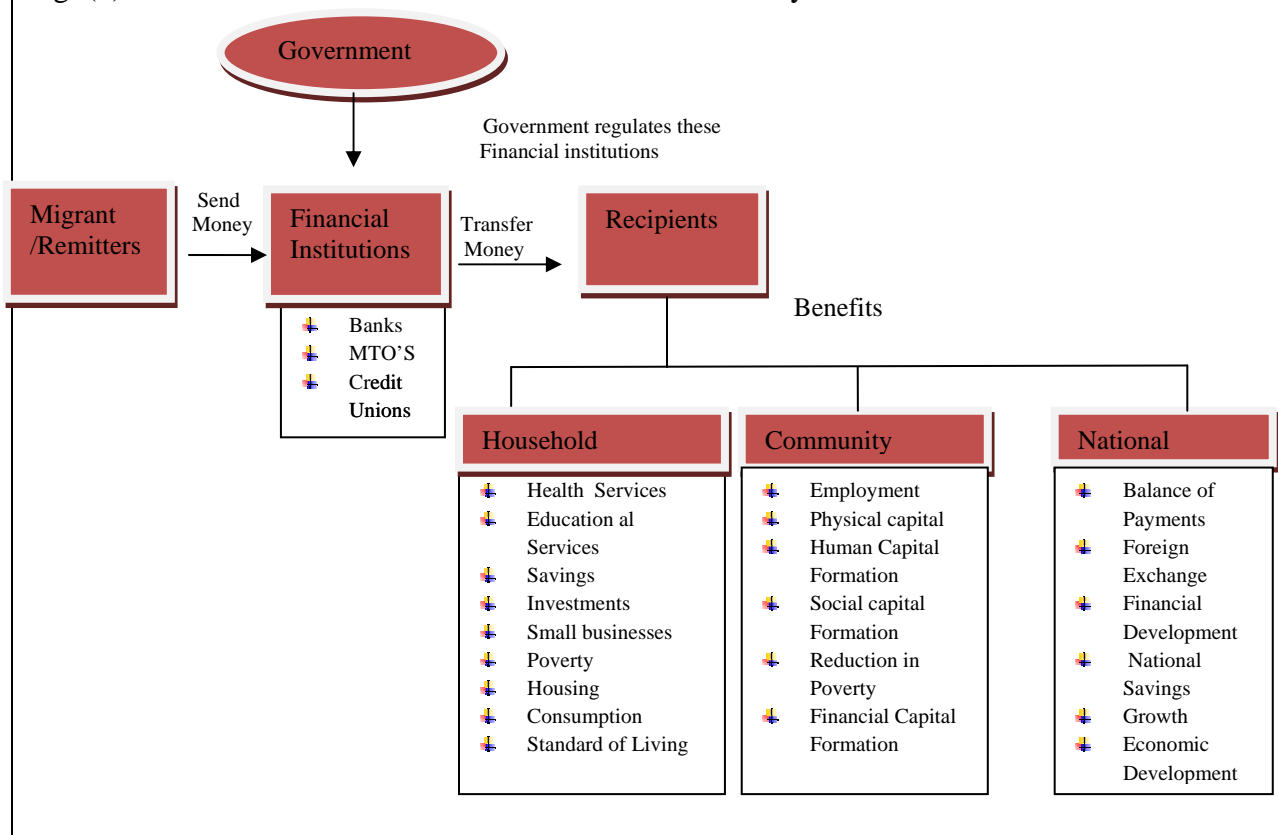 Government
Government regulates these
Financial institutions
Migrant
/Remitters
Send
Money
Financial
Institutions
Transfer
Money
Recipients
Banks
MTO'S
Credit
Unions
Benefits
Household
Health Services
Education al
Services
Savings
Investments
Small businesses
Poverty
Housing
Consumption
Standard of Living
Community
Employment
Physical capital
Human Capital
Formation
Social capital
Formation
Reduction in
Poverty
Financial Capital
Formation
National
Balance of
Payments
Foreign
Exchange
Financial
Development
National
Savings
Growth
Economic
Development